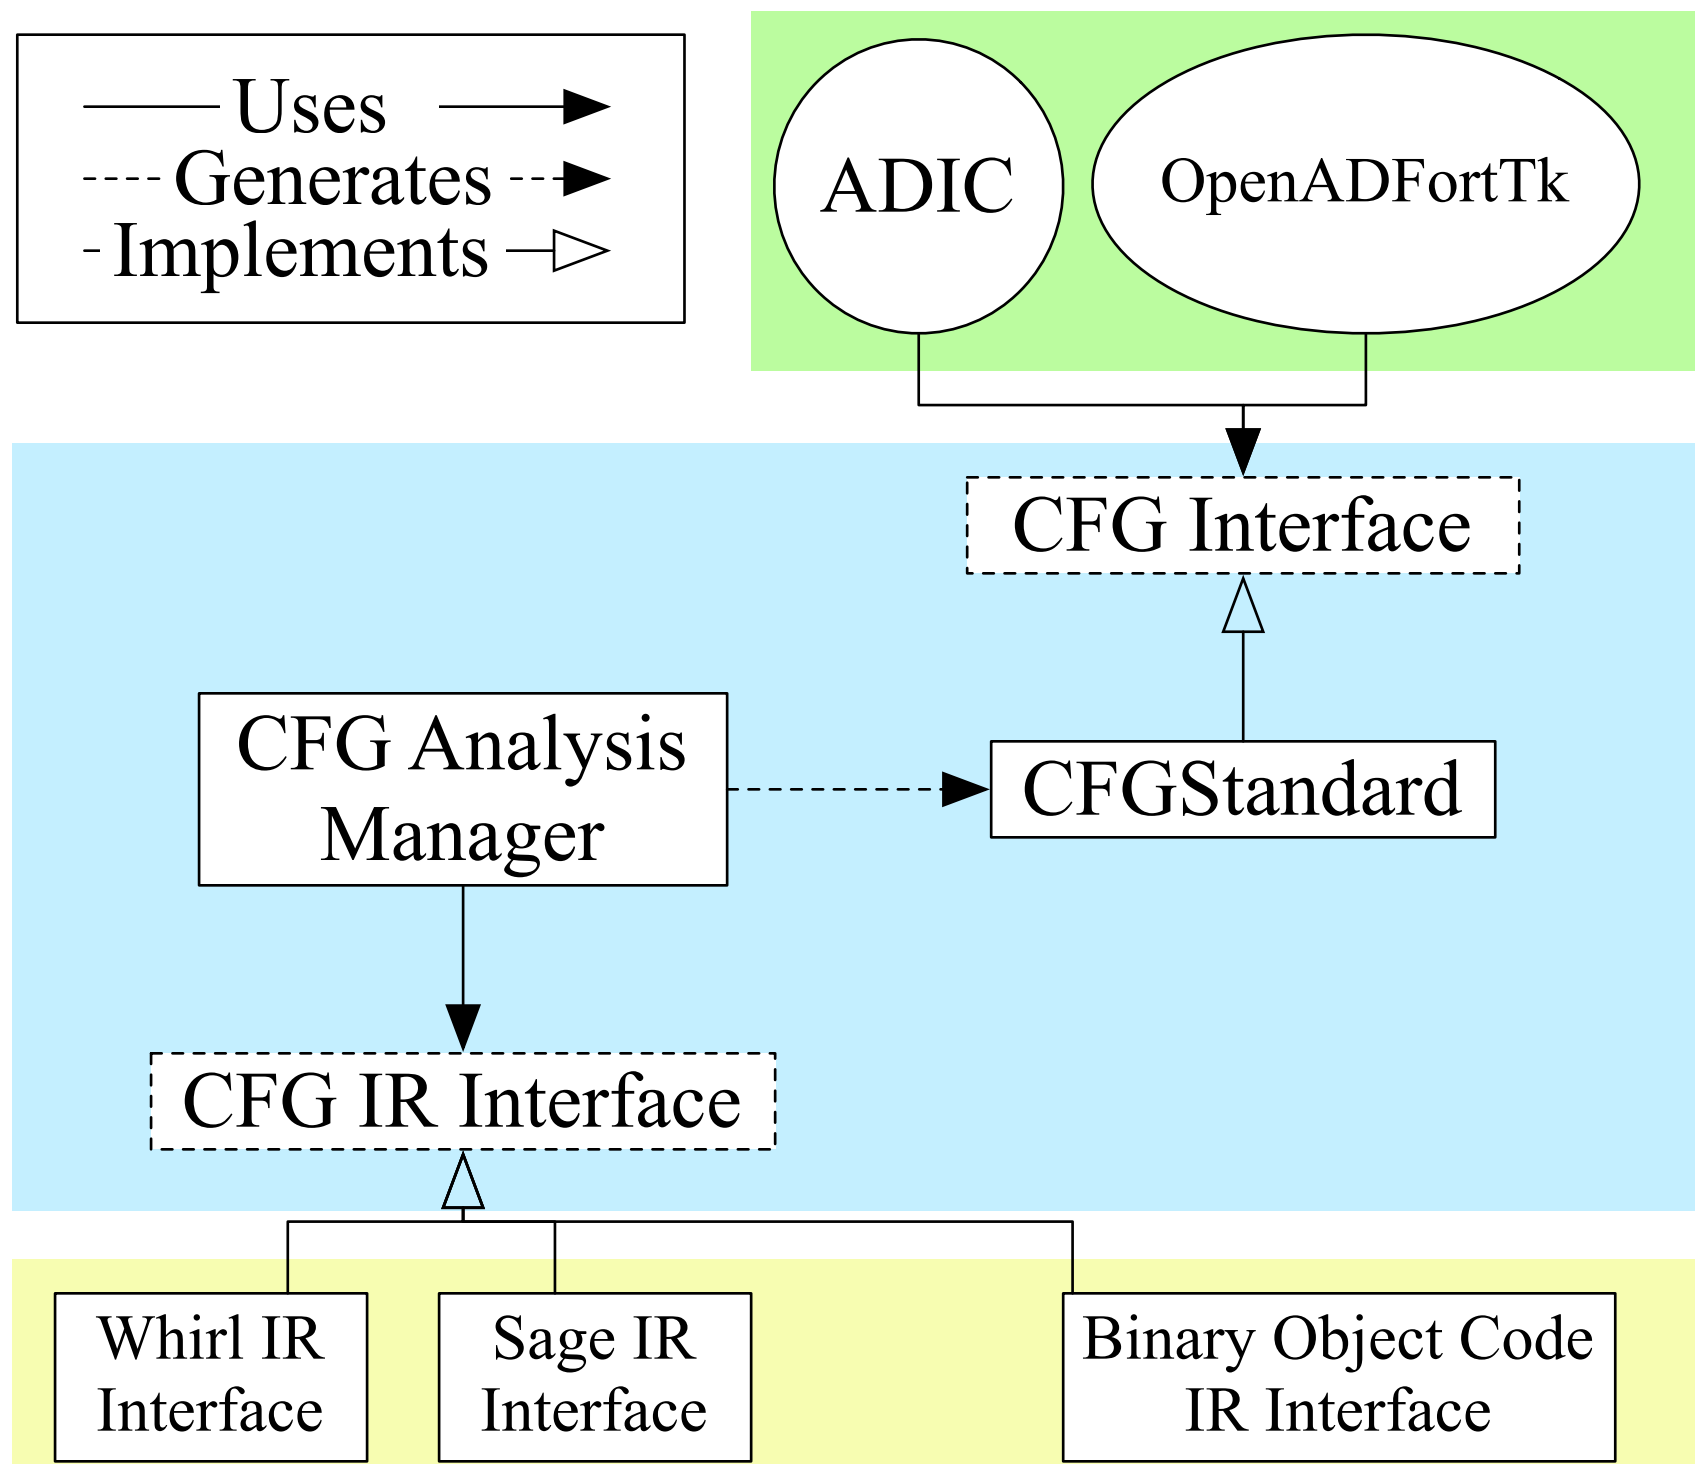 Uses
Generates
Implements
ADIC
OpenADFortTk
CFG Interface
CFG Analysis
Manager
CFGStandard
CFG IR Interface
Whirl IR
Interface
Sage IR
Interface
Binary Object Code
IR Interface